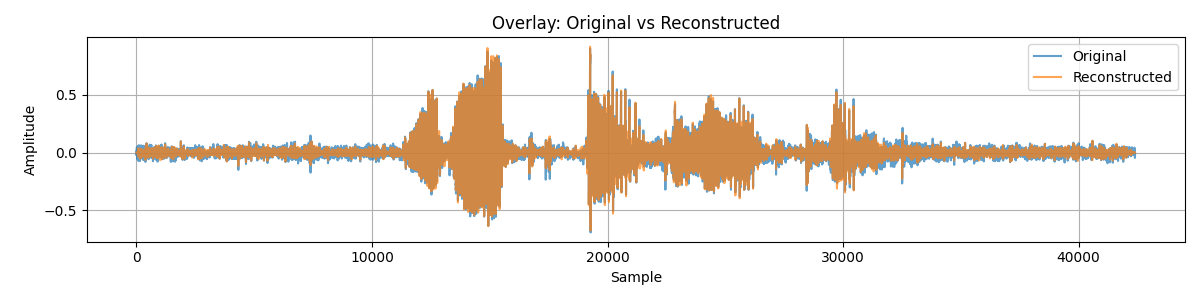 Overlay: Original vs Reconstructed
Original
Reconstructed
Amplitude
0.5
0.0
−0.5
0
10000
20000
30000
40000
Sample